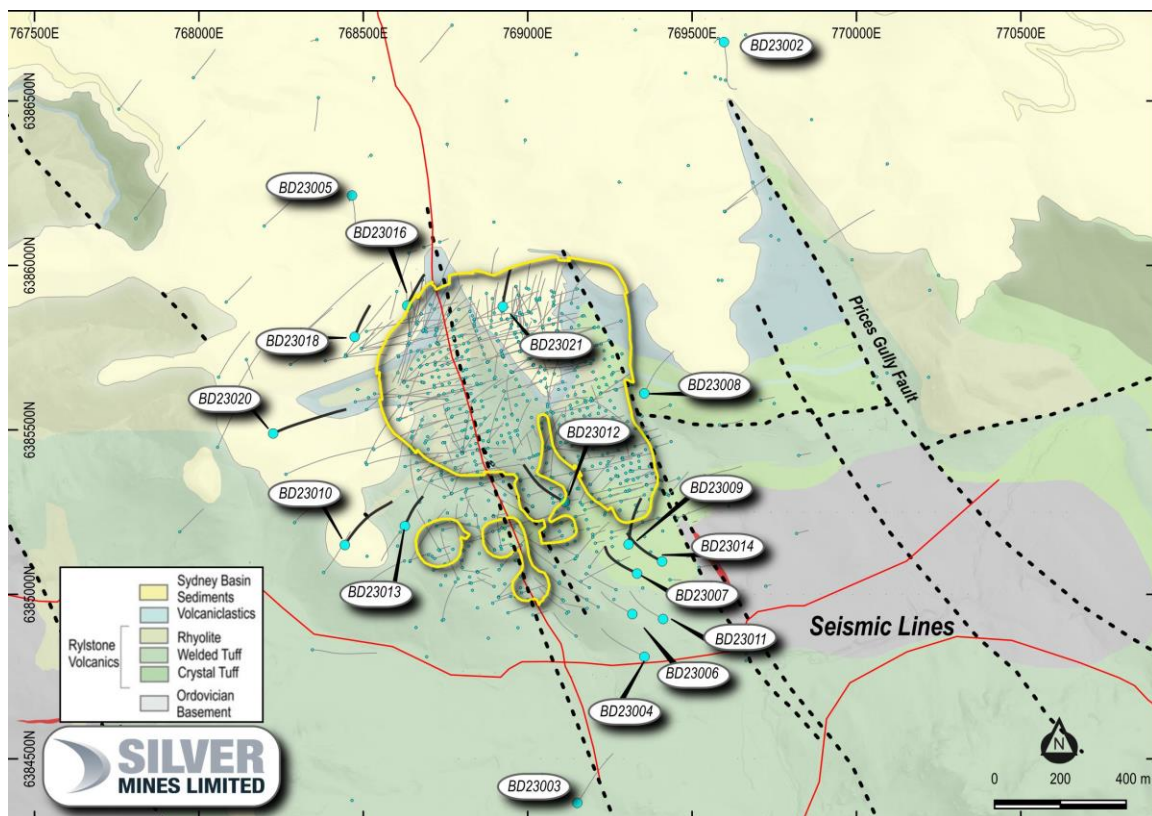 767500E
768000E
768500E
769000E
769500E
770000E
770500E
6386500N
6386000N
6385500N
6385000N
6384500N
BD23002
BD23005
BD23016
BD23018
BD23021
BD23008
BD23020
BD23012
BD23010
BD23009
BD23014
BD23013
BD23007
BD23011
BD23006
BD23004
BD23003
Prices Gully Fault
Seismic Lines
Sydney Basin
Sediments
Volcaniclastics
Rylstone
Volcanics
Rhyolite
Welded Tuff
Crystal Tuff
Ordovician
Basement
SILVER
MINES LIMITED
N
0 200 400 m